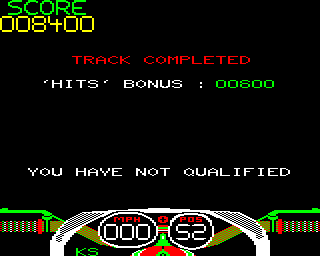 SCORE
008400
TRACK COMPLETED
‘HITS’ BONUS : 00600
YOU HAVE NOT QUALIFIED
MPH POS
000 52
KS